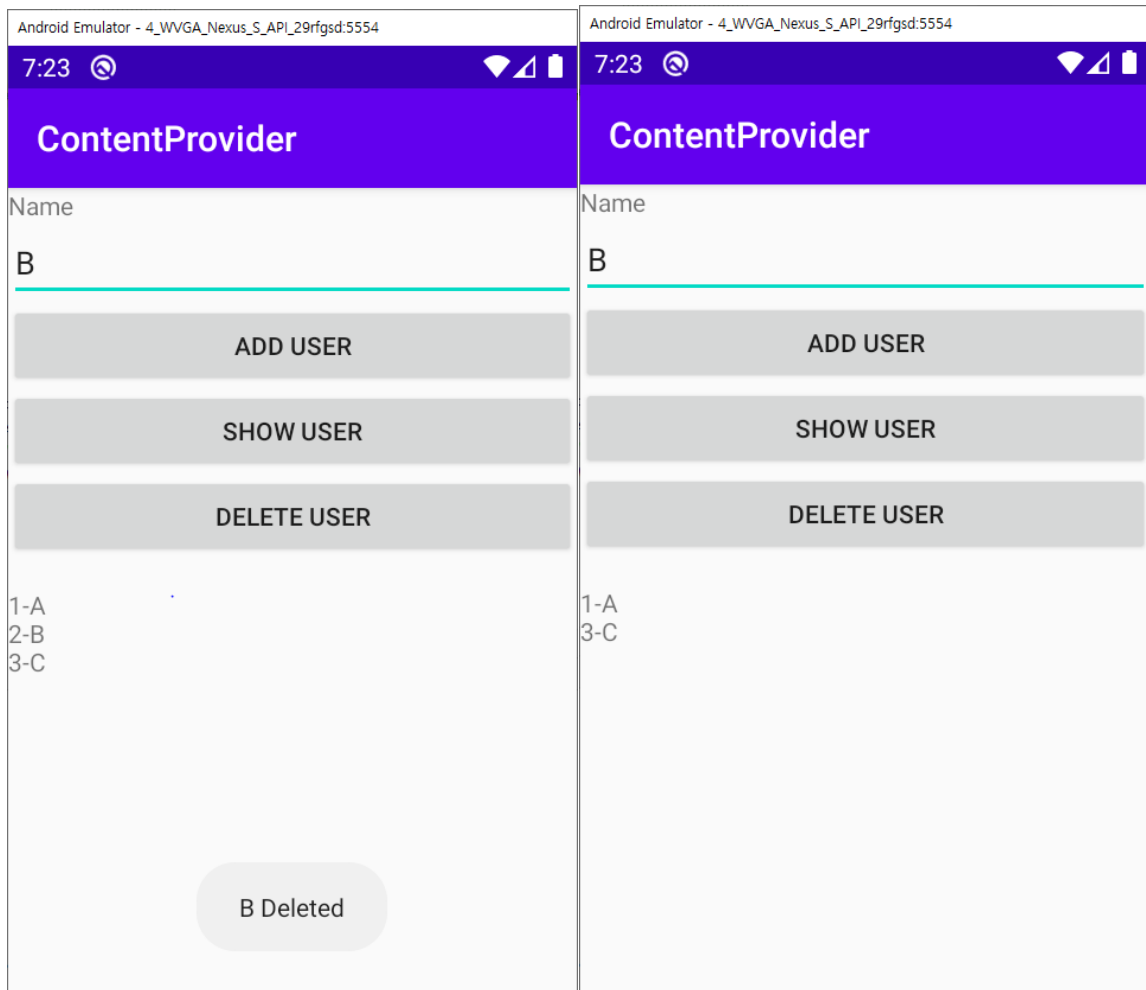 Android Emulator - 4_WVGA_Nexus_S_API_29rfgsd:5554
7:23
ContentProvider
Name
B
ADD USER
SHOW USER
DELETE USER
1-A
2-B
3-C
B Deleted
Android Emulator - 4_WVGA_Nexus_S_API_29rfgsd:5554
7:23
ContentProvider
Name
B
ADD USER
SHOW USER
DELETE USER
1-A
3-C